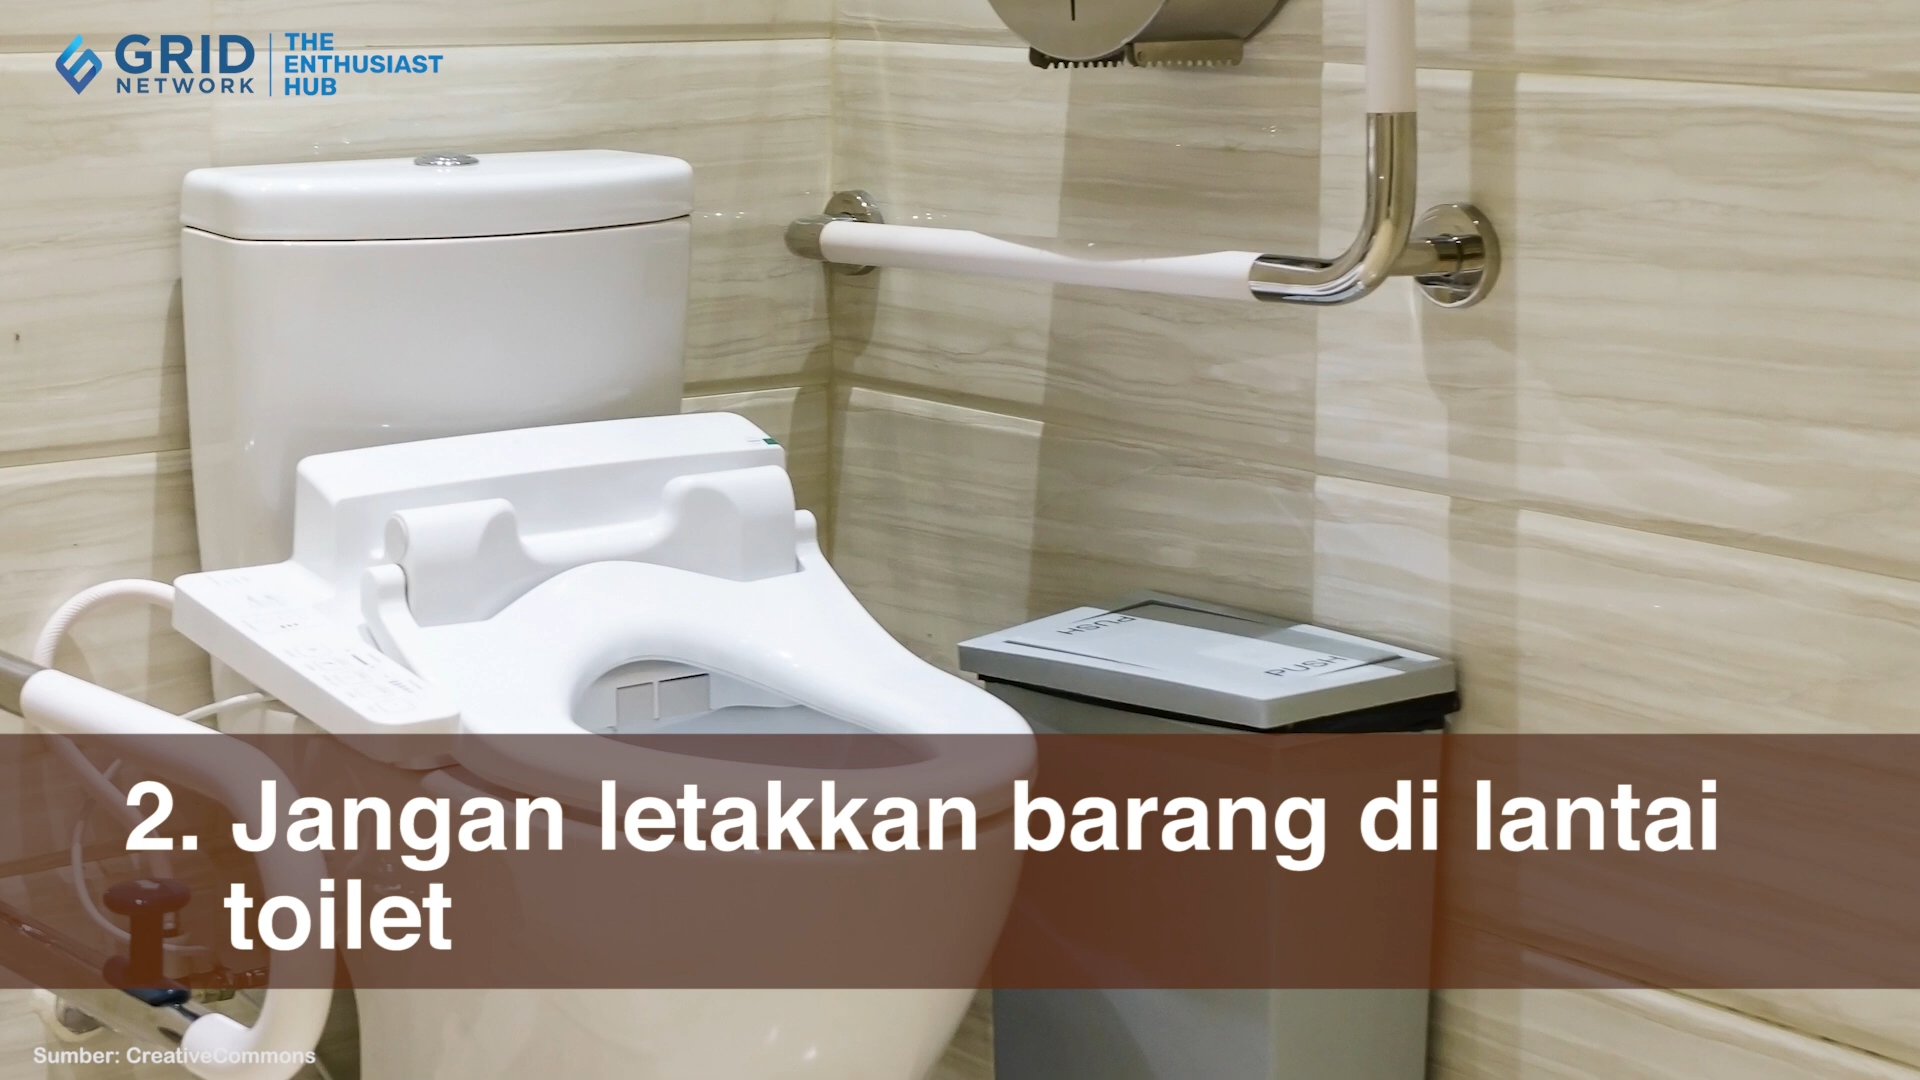 GRID
NETWORK
THE
ENTHUSIAST
HUB
PUSH
PUSH
2. Jangan letakkan barang di lantai
toilet
Sumber: CreativeCommons